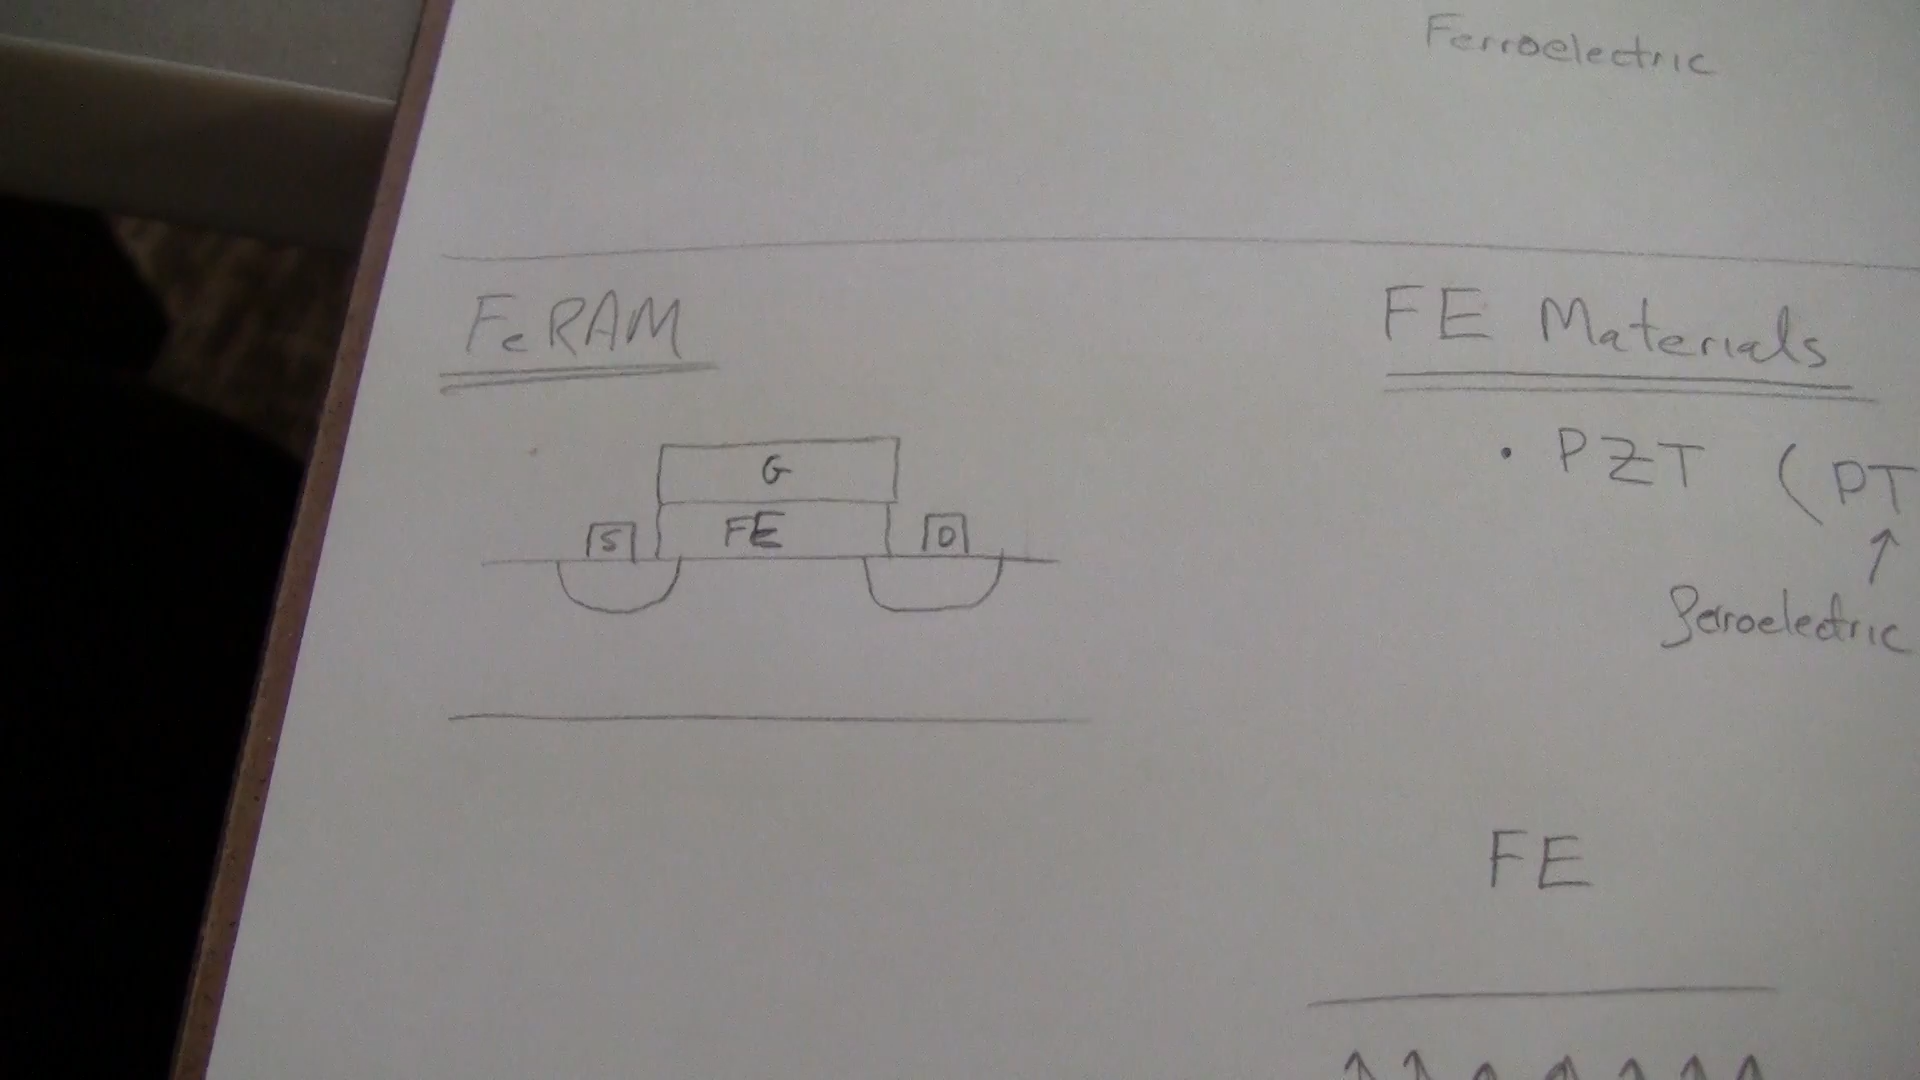 Ferroelectric
FeRAM
FE Materials
G
• PZT (PT
S
FE
D
ferroelectric
FE